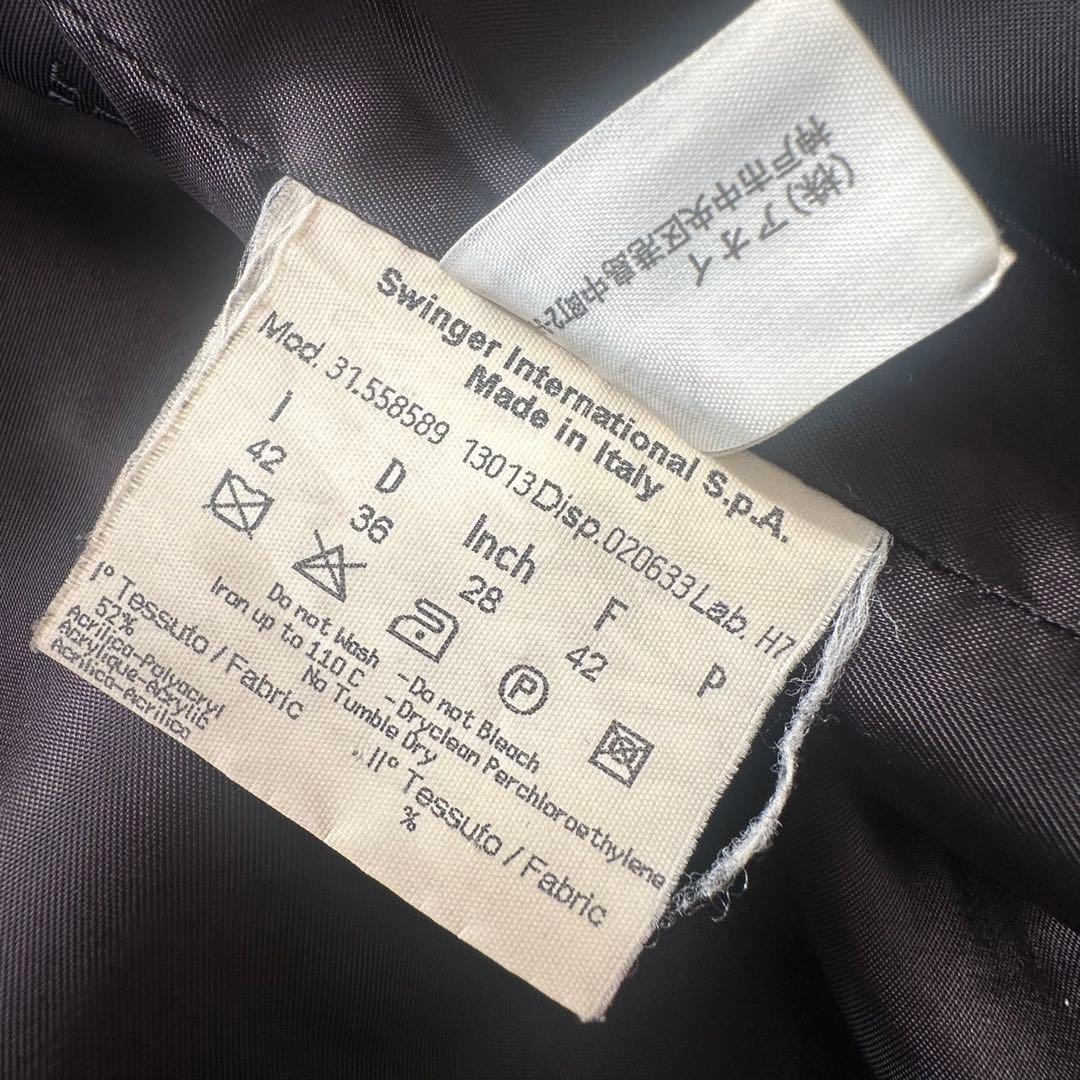 (株)アオイ
神戸市中央区港島中町2
Swinger International S.p.A.
Made in Italy
Mod. 31.558589 13013 Disp.020633 Lab. H7
I D Inch F P
42 36 28 42
P
Do not Wash - Do not Bleach
Iron up to 110 C - Dryclean Perchloroethylene
No Tumble Dry
I° Tessuto / Fabric II° Tessuto / Fabric
52% %
Acrilico-Polyacryl
Acrylique-Acrylic
Acrílico-Acrilico